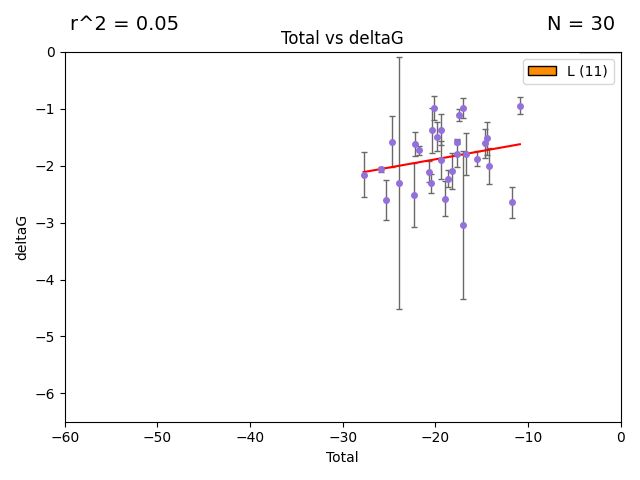 r^2 = 0.05
N = 30
Total vs deltaG
L (11)
0
−1
−2
−3
−4
−5
−6
deltaG
−60
−50
−40
−30
−20
−10
0
Total